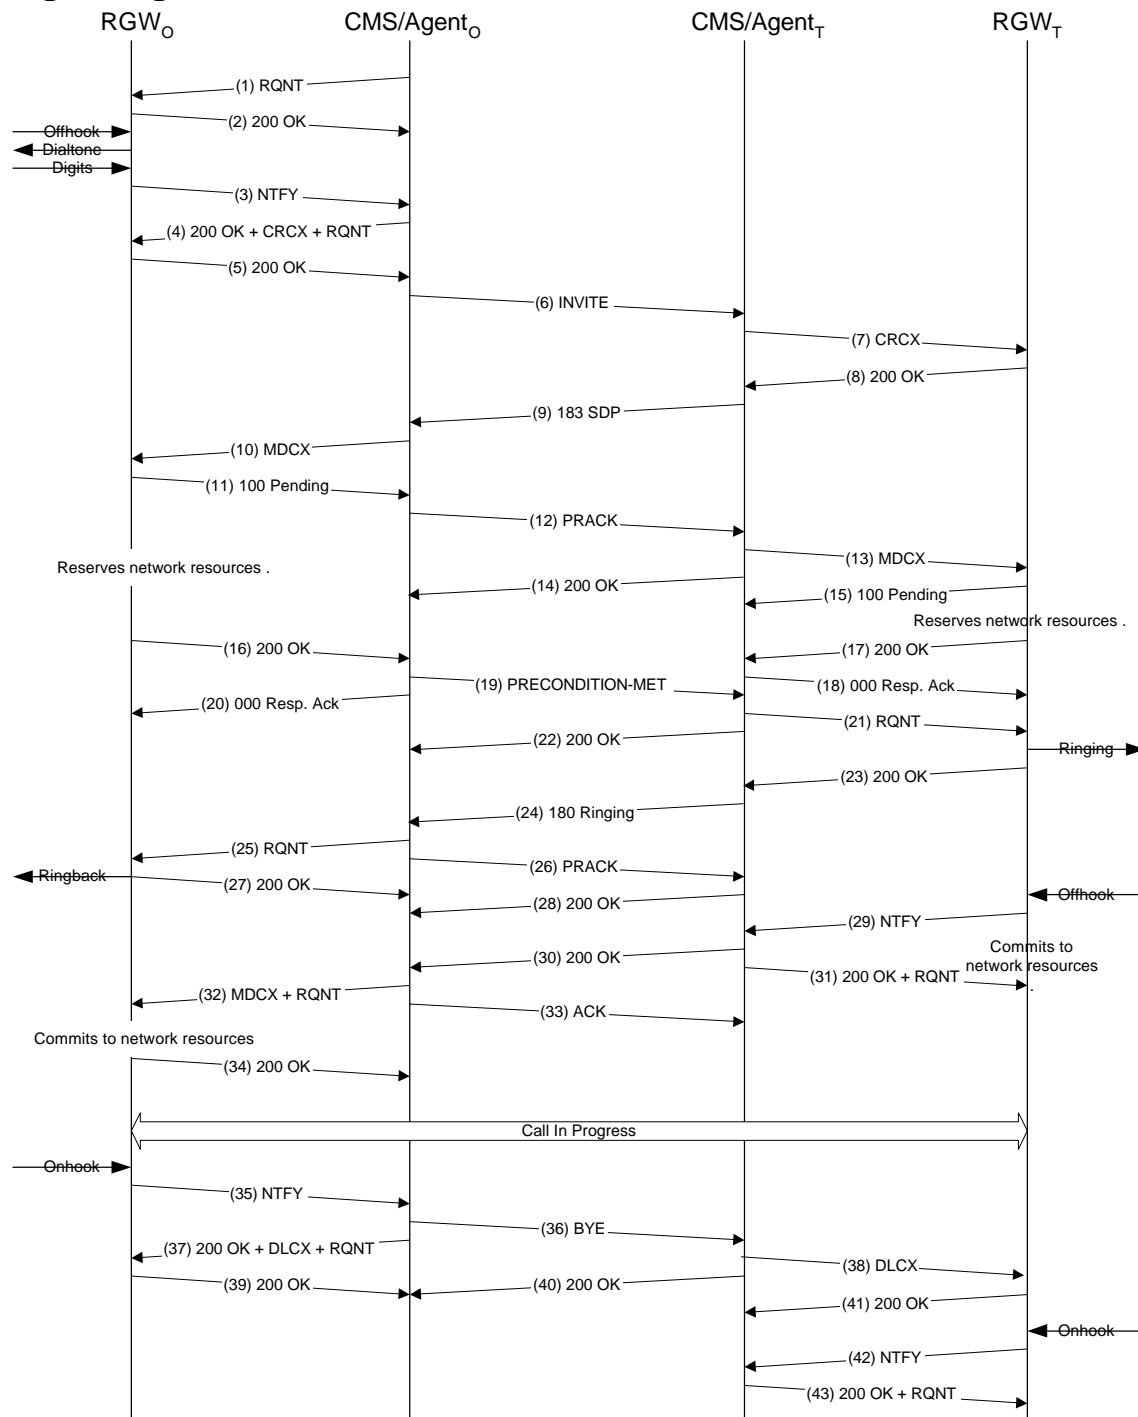 RGWO CMS/AgentO CMS/AgentT RGWT
(1) RQNT
(2) 200 OK
Offhook
Dialtone
Digits
(3) NTFY
(4) 200 OK + CRCX + RQNT
(5) 200 OK
(6) INVITE
(7) CRCX
(8) 200 OK
(9) 183 SDP
(10) MDCX
(11) 100 Pending
(12) PRACK
(13) MDCX
Reserves network resources .
(14) 200 OK
(15) 100 Pending
Reserves network resources .
(16) 200 OK
(17) 200 OK
(19) PRECONDITION-MET
(18) 000 Resp. Ack
(20) 000 Resp. Ack
(21) RQNT
(22) 200 OK
Ringing
(23) 200 OK
(24) 180 Ringing
(25) RQNT
(26) PRACK
Ringback
(27) 200 OK
Offhook
(28) 200 OK
(29) NTFY
Commits to
network resources
.
(30) 200 OK
(31) 200 OK + RQNT
(32) MDCX + RQNT
(33) ACK
Commits to network resources
(34) 200 OK
Call In Progress
Onhook
(35) NTFY
(36) BYE
(37) 200 OK + DLCX + RQNT
(38) DLCX
(39) 200 OK
(40) 200 OK
(41) 200 OK
Onhook
(42) NTFY
(43) 200 OK + RQNT